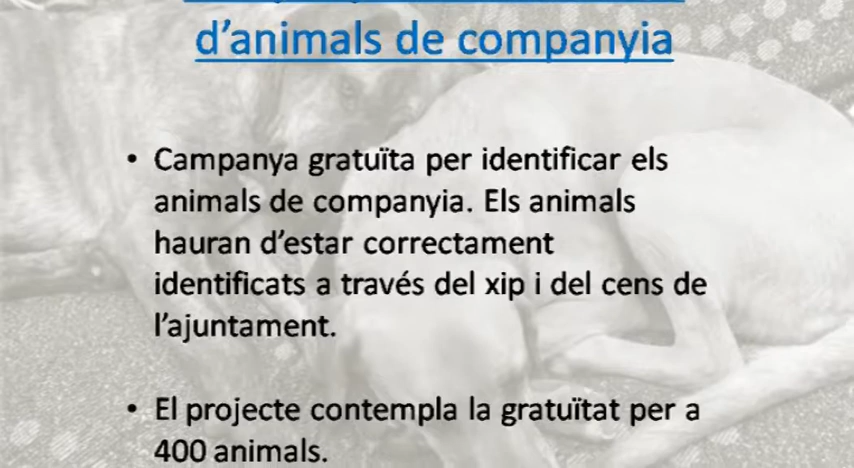 d’animals de companyia
• Campanya gratuïta per identificar els
animals de companyia. Els animals
hauran d’estar correctament
identificats a través del xip i del cens de
l’ajuntament.
• El projecte contempla la gratuïtat per a
400 animals.